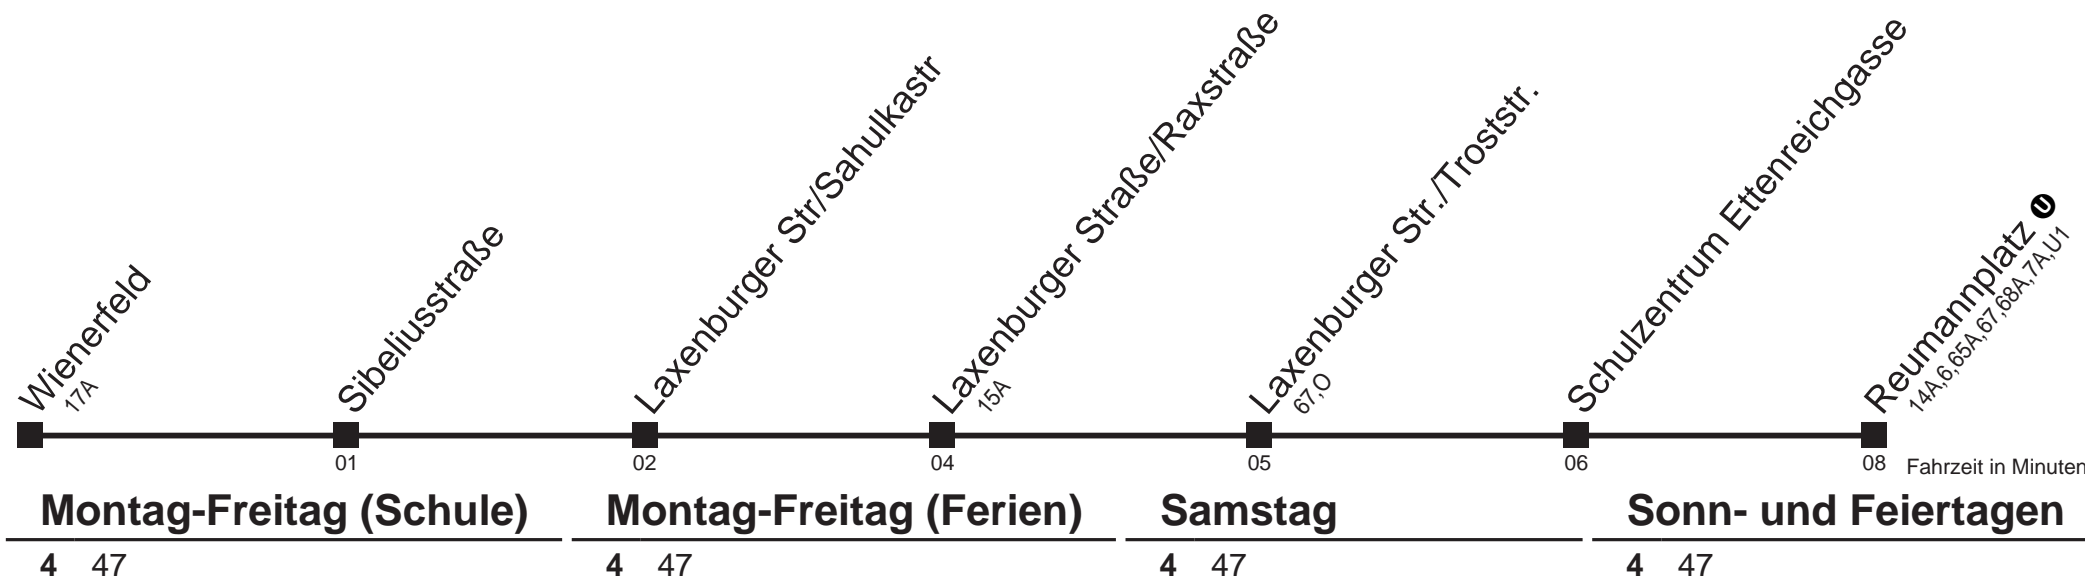 Wienerfeld
17A
Sibeliusstraße
Laxenburger Str/Sahulkastr
Laxenburger Straße/Raxstraße
15A
Laxenburger Str./Troststr.
67,O
Schulzentrum Ettenreichgasse
Reumannplatz U
14A,6,65A,67,68A,7A,U1
01 02 04 05 06 08 Fahrzeit in Minuten
Montag-Freitag (Schule) Montag-Freitag (Ferien) Samstag Sonn- und Feiertagen
4 47 4 47 4 47 4 47